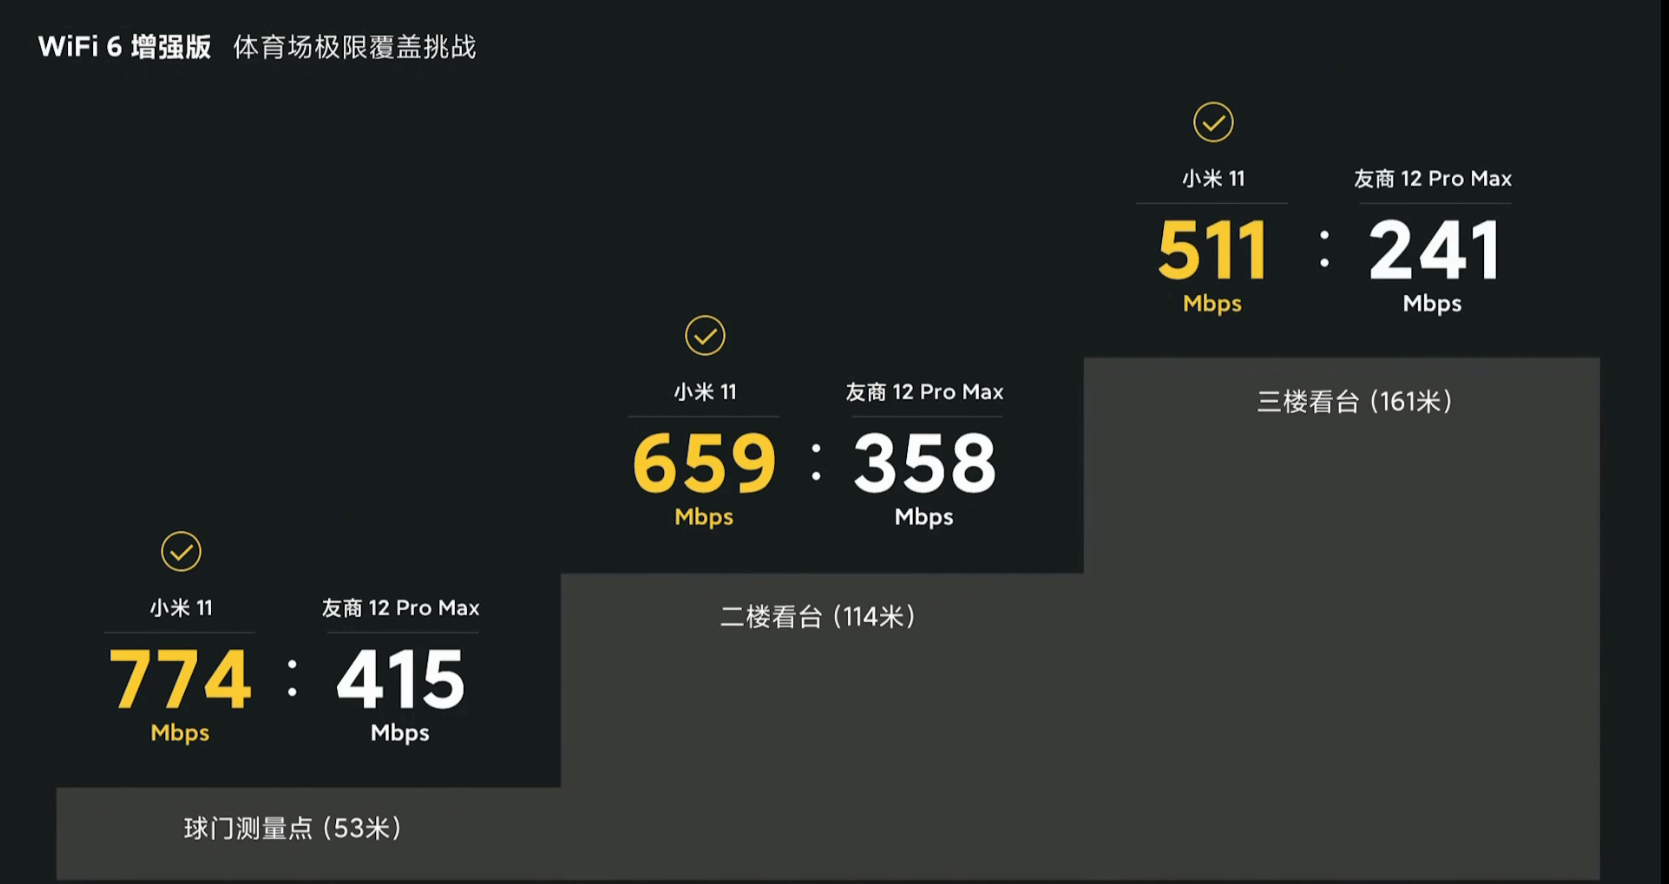 WiFi 6 增强版 体育场极限覆盖挑战
小米 11 友商 12 Pro Max
511 : 241
Mbps Mbps
三楼看台 (161米)
小米 11 友商 12 Pro Max
659 : 358
Mbps Mbps
二楼看台 (114米)
小米 11 友商 12 Pro Max
774 : 415
Mbps Mbps
球门测量点 (53米)